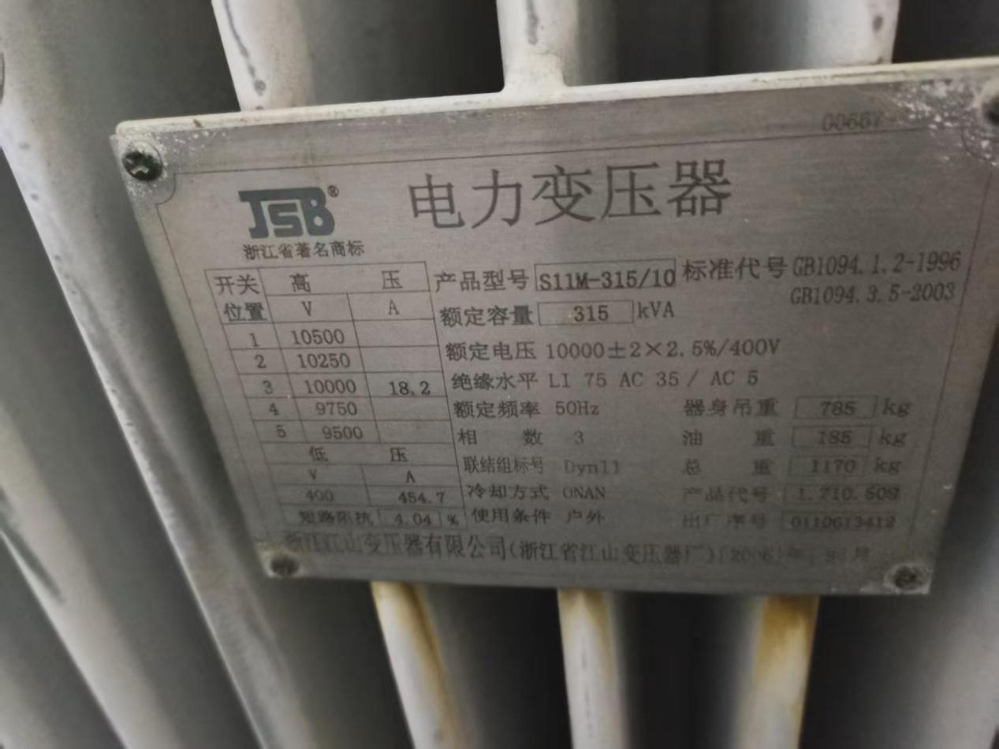 00667
JSB®
电力变压器
浙江省著名商标
开关位置 高压 V A
1 10500
2 10250
3 10000 18.2
4 9750
5 9500
低压
V A
400 454.7
短路阻抗 4.04 %
产品型号 S11M-315/10 标准代号 GB1094.1.2-1996
GB1094.3.5-2003
额定容量 315 kVA
额定电压 10000±2×2.5%/400V
绝缘水平 LI 75 AC 35 / AC 5
额定频率 50Hz 器身吊重 785 kg
相数 3 油重 185 kg
联结组标号 Dyn11 总重 1170 kg
冷却方式 ONAN 产品代号 1.710.509
使用条件 户外 出厂序号 0110613412
浙江江山变压器有限公司(浙江省江山变压器厂) 2006 年 月